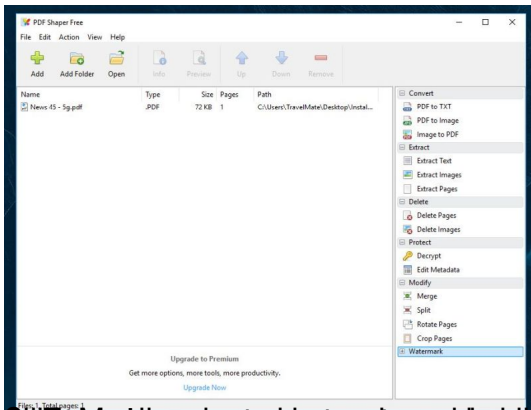 PDF Shaper Free
File Edit Action View Help
Add Add Folder Open Info Preview Up Down Remove
Name Type Size Pages Path
News 45 - 5g.pdf .PDF 72 KB 1 C:\Users\TravelMate\Desktop\Instal...
Convert
PDF to TXT
PDF to Image
Image to PDF
Extract
Extract Text
Extract Images
Extract Pages
Delete
Delete Pages
Delete Images
Protect
Decrypt
Edit Metadata
Modify
Merge
Split
Rotate Pages
Crop Pages
Watermark
Upgrade to Premium
Get more options, more tools, more productivity.
Upgrade Now
Files: 1, Total pages: 1